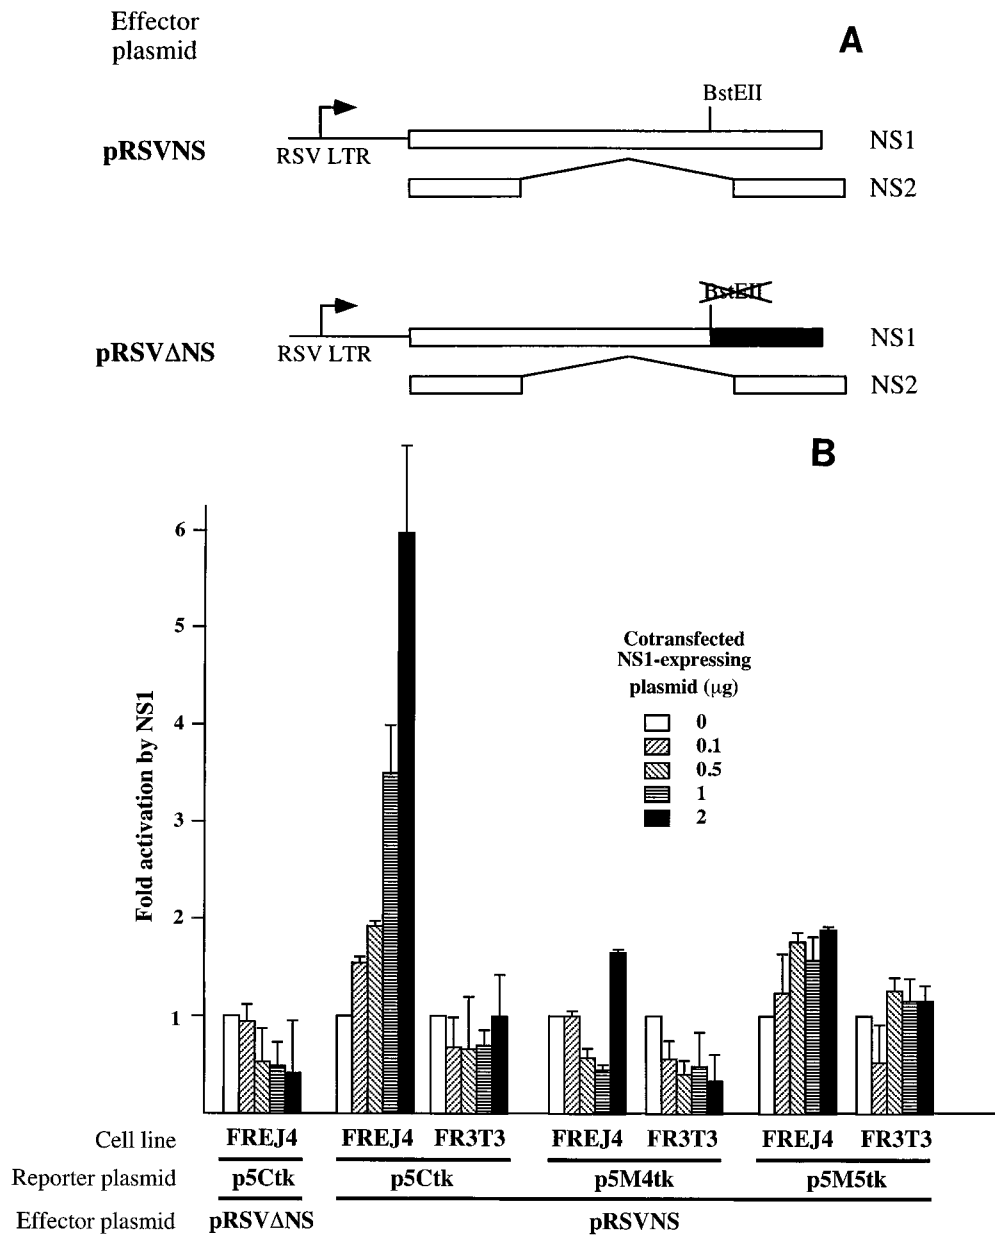 Effector
plasmid
A
BstEII
pRSVNS
RSV LTR
NS1
NS2
BstEII
pRSVΔNS
RSV LTR
NS1
NS2
B
Fold activation by NS1
6
5
4
3
2
1
Cotransfected
NS1-expressing
plasmid (μg)
0
0.1
0.5
1
2
Cell line FREJ4 FREJ4 FR3T3 FREJ4 FR3T3 FREJ4 FR3T3
Reporter plasmid p5Ctk p5Ctk p5M4tk p5M5tk
Effector plasmid pRSVΔNS pRSVNS